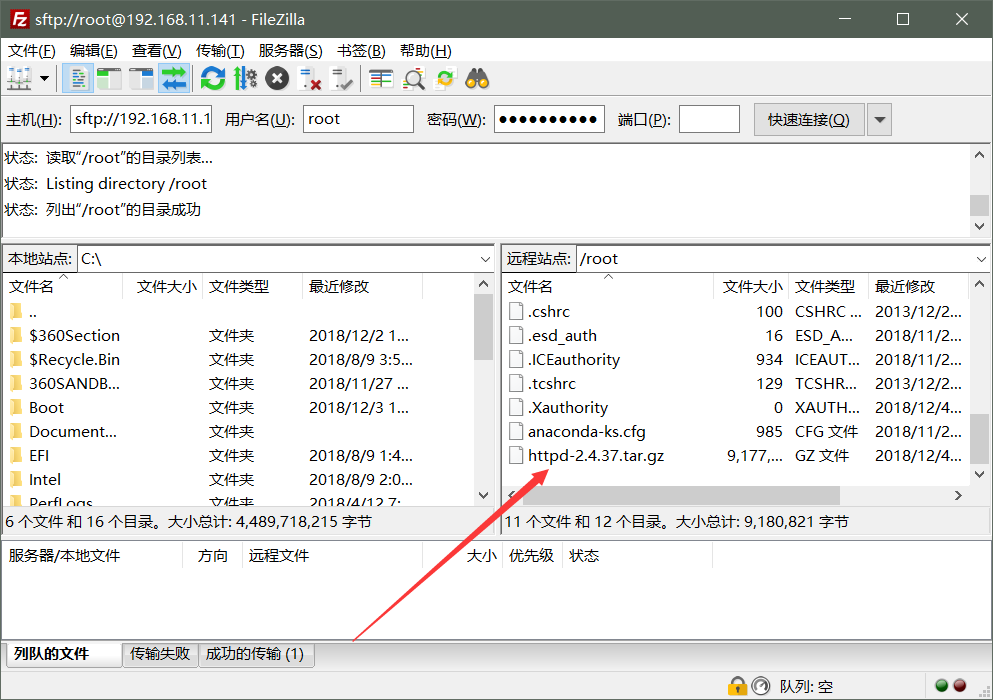 sftp://root@192.168.11.141 - FileZilla
文件(F) 编辑(E) 查看(V) 传输(T) 服务器(S) 书签(B) 帮助(H)
主机(H): sftp://192.168.11.1 用户名(U): root 密码(W): ●●●●●●●●●● 端口(P): 快速连接(Q)
状态: 读取“/root”的目录列表...
状态: Listing directory /root
状态: 列出“/root”的目录成功
本地站点: C:\
文件名 文件大小 文件类型 最近修改
..
$360Section 文件夹 2018/12/2 1...
$Recycle.Bin 文件夹 2018/8/9 3:5...
360SANDB... 文件夹 2018/11/27 ...
Boot 文件夹 2018/12/3 1...
Document... 文件夹
EFI 文件夹 2018/8/9 1:4...
Intel 文件夹 2018/8/9 2:0...
PerfLogs 文件夹 2018/4/12 7:
6 个文件 和 16 个目录。大小总计: 4,489,718,215 字节
远程站点: /root
文件名 文件大小 文件类型 最近修改
.cshrc 100 CSHRC ... 2013/12/2...
.esd_auth 16 ESD_A... 2018/11/2...
.ICEauthority 934 ICEAUT... 2018/11/2...
.tcshrc 129 TCSHR... 2013/12/2...
.Xauthority 0 XAUTH... 2018/12/4...
anaconda-ks.cfg 985 CFG 文件 2018/11/2...
httpd-2.4.37.tar.gz 9,177,... GZ 文件 2018/12/4...
11 个文件 和 12 个目录。大小总计: 9,180,821 字节
服务器/本地文件 方向 远程文件 大小 优先级 状态
列队的文件 传输失败 成功的传输 (1)
队列: 空